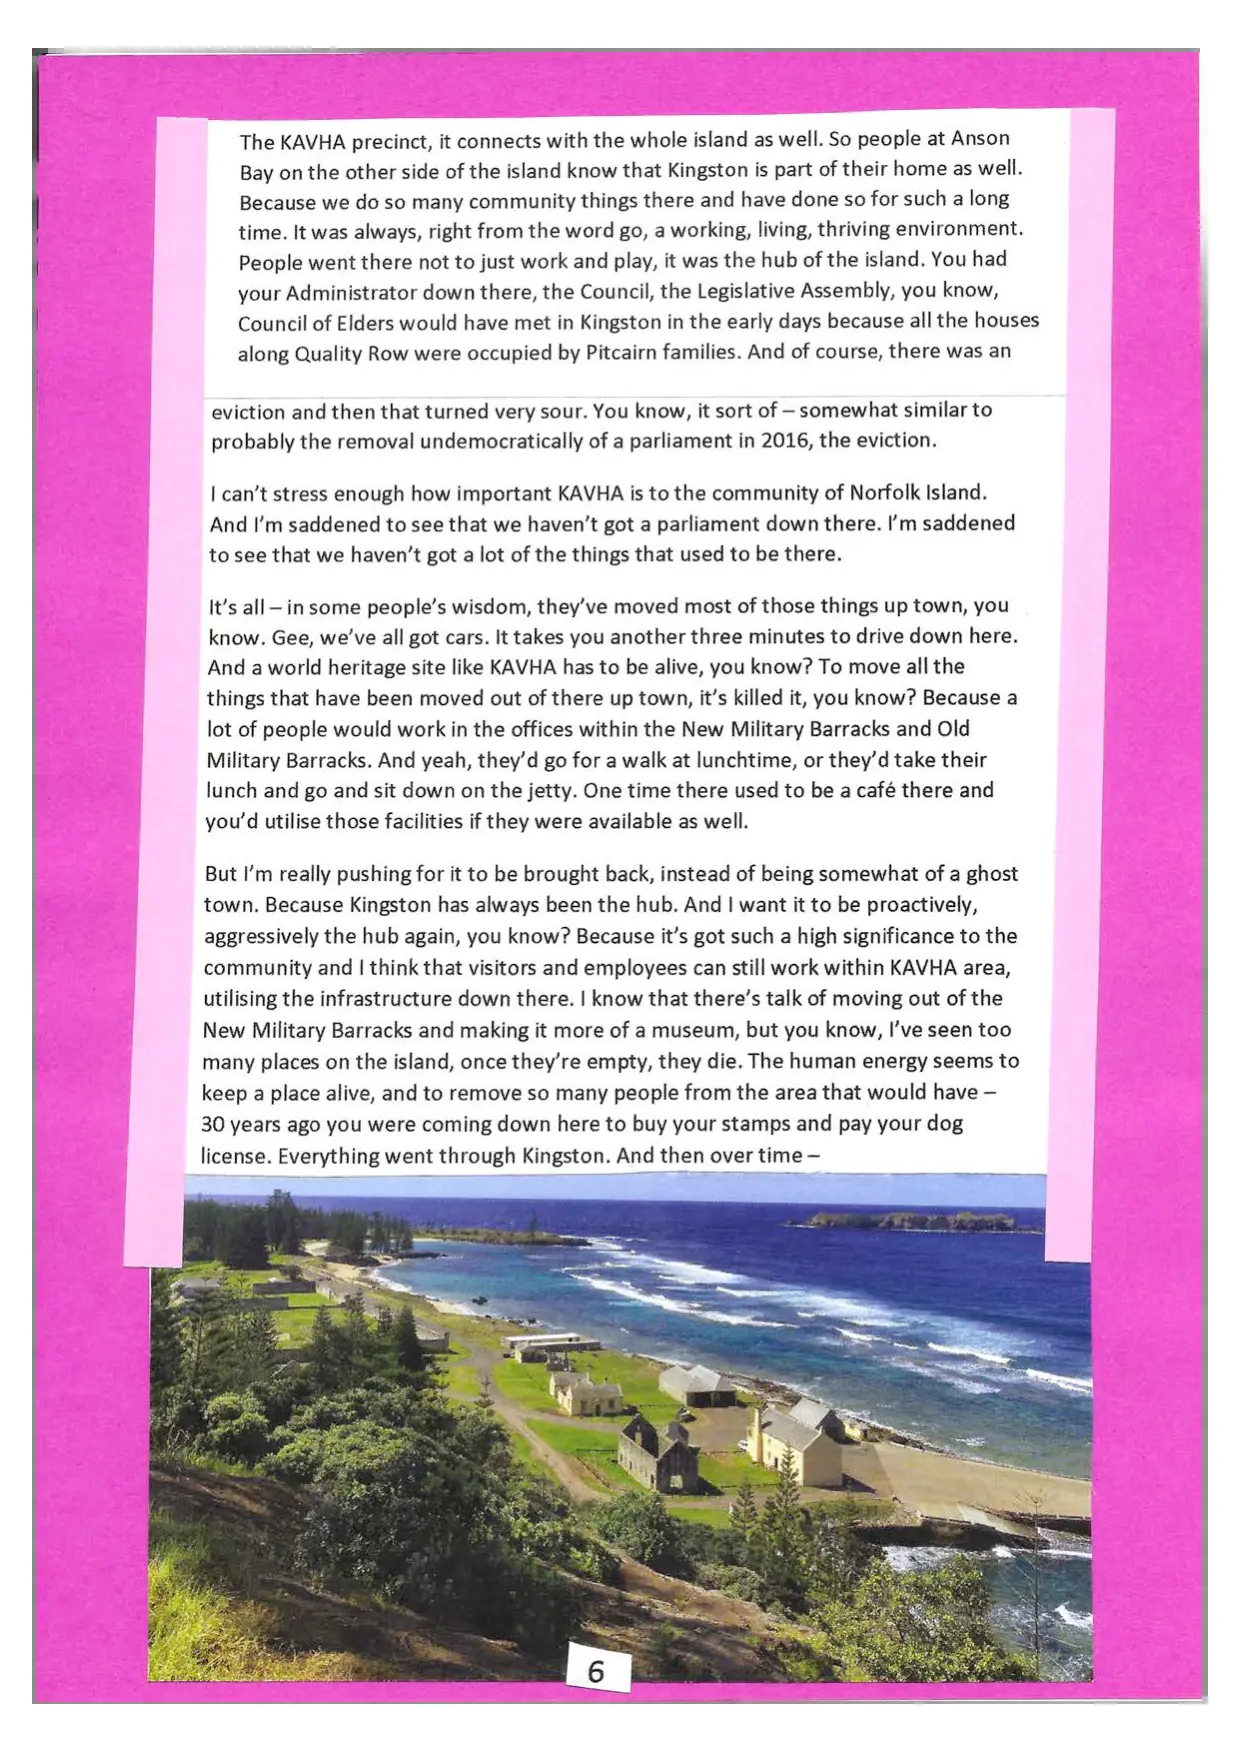 The KAVHA precinct, it connects with the whole island as well. So people at Anson
Bay on the other side of the island know that Kingston is part of their home as well.
Because we do so many community things there and have done so for such a long
time. It was always, right from the word go, a working, living, thriving environment.
People went there not to just work and play, it was the hub of the island. You had
your Administrator down there, the Council, the Legislative Assembly, you know,
Council of Elders would have met in Kingston in the early days because all the houses
along Quality Row were occupied by Pitcairn families. And of course, there was an
eviction and then that turned very sour. You know, it sort of – somewhat similar to
probably the removal undemocratically of a parliament in 2016, the eviction.
I can't stress enough how important KAVHA is to the community of Norfolk Island.
And I'm saddened to see that we haven't got a parliament down there. I'm saddened
to see that we haven't got a lot of the things that used to be there.
It's all – in some people's wisdom, they've moved most of those things up town, you
know. Gee, we've all got cars. It takes you another three minutes to drive down here.
And a world heritage site like KAVHA has to be alive, you know? To move all the
things that have been moved out of there up town, it's killed it, you know? Because a
lot of people would work in the offices within the New Military Barracks and Old
Military Barracks. And yeah, they'd go for a walk at lunchtime, or they'd take their
lunch and go and sit down on the jetty. One time there used to be a café there and
you'd utilise those facilities if they were available as well.
But I'm really pushing for it to be brought back, instead of being somewhat of a ghost
town. Because Kingston has always been the hub. And I want it to be proactively,
aggressively the hub again, you know? Because it's got such a high significance to the
community and I think that visitors and employees can still work within KAVHA area,
utilising the infrastructure down there. I know that there's talk of moving out of the
New Military Barracks and making it more of a museum, but you know, I've seen too
many places on the island, once they're empty, they die. The human energy seems to
keep a place alive, and to remove so many people from the area that would have –
30 years ago you were coming down here to buy your stamps and pay your dog
license. Everything went through Kingston. And then over time –
6